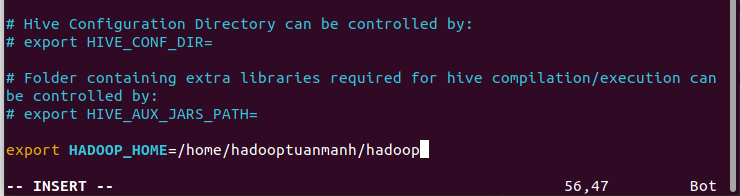 # Hive Configuration Directory can be controlled by:
# export HIVE_CONF_DIR=
# Folder containing extra libraries required for hive compilation/execution can
be controlled by:
# export HIVE_AUX_JARS_PATH=
export HADOOP_HOME=/home/hadooptuanmanh/hadoop
-- INSERT -- 56,47 Bot